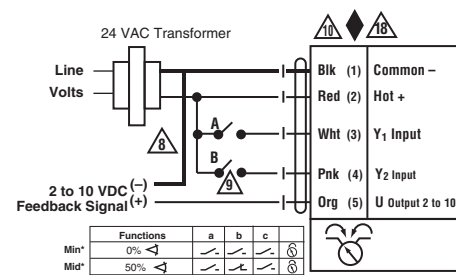 10 18
24 VAC Transformer
Line
Volts
Blk (1) Common –
Red (2) Hot +
A
Wht (3) Y1 Input
8
B
9
Pnk (4) Y2 Input
2 to 10 VDC (–)
Feedback Signal (+)
Org (5) U Output 2 to 10
Functions a b c
Min* 0%
Mid* 50%